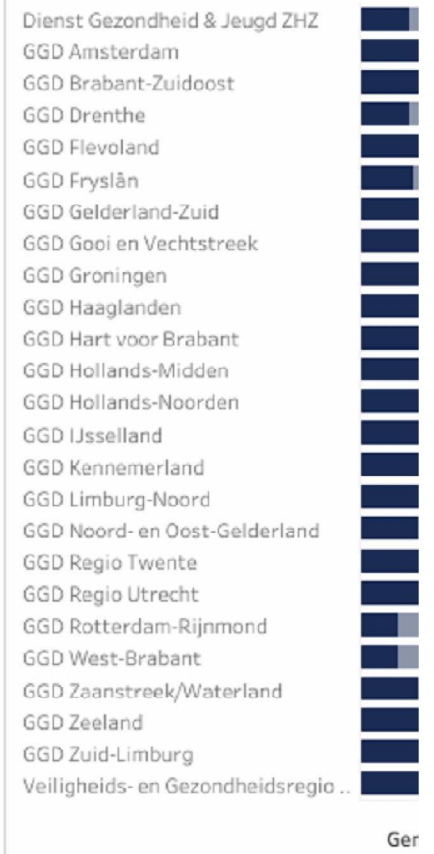 Dienst Gezondheid & Jeugd ZHZ
GGD Amsterdam
GGD Brabant-Zuidoost
GGD Drenthe
GGD Flevoland
GGD Fryslân
GGD Gelderland-Zuid
GGD Gooi en Vechtstreek
GGD Groningen
GGD Haaglanden
GGD Hart voor Brabant
GGD Hollands-Midden
GGD Hollands-Noorden
GGD IJsselland
GGD Kennemerland
GGD Limburg-Noord
GGD Noord- en Oost-Gelderland
GGD Regio Twente
GGD Regio Utrecht
GGD Rotterdam-Rijnmond
GGD West-Brabant
GGD Zaanstreek/Waterland
GGD Zeeland
GGD Zuid-Limburg
Veiligheids- en Gezondheidsregio ..
Ger